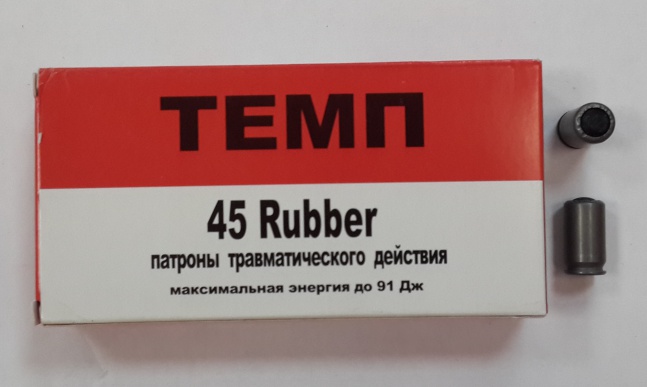 ТЕМП
45 Rubber
патроны травматического действия
максимальная энергия до 91 Дж